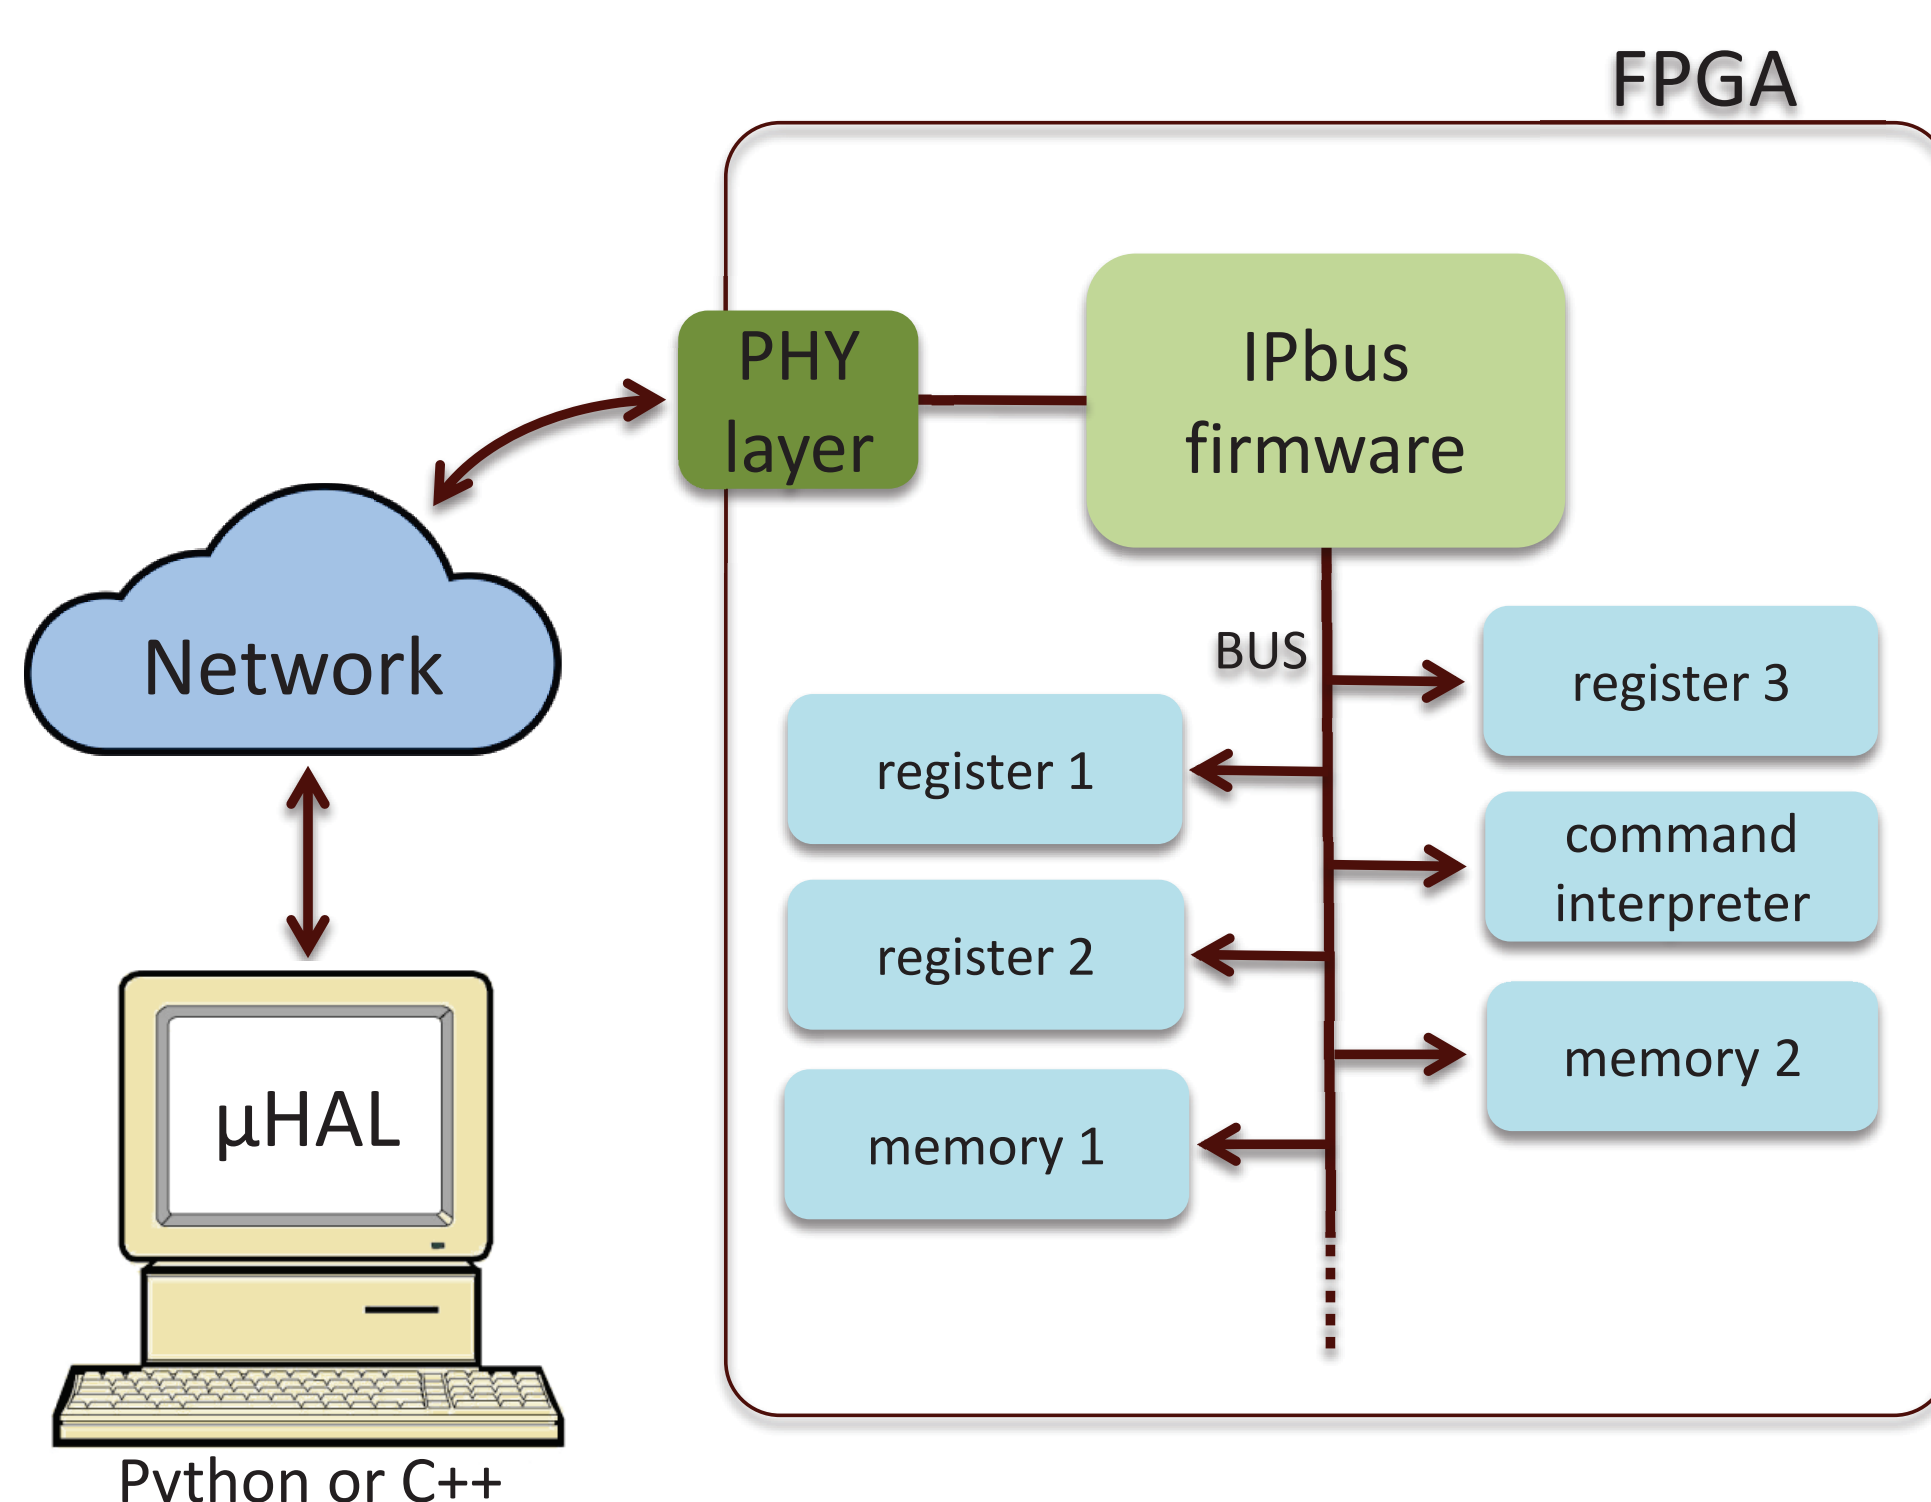 FPGA
PHY
layer
IPbus
firmware
Network
BUS
register 3
register 1
command
interpreter
register 2
memory 2
memory 1
µHAL
Python or C++